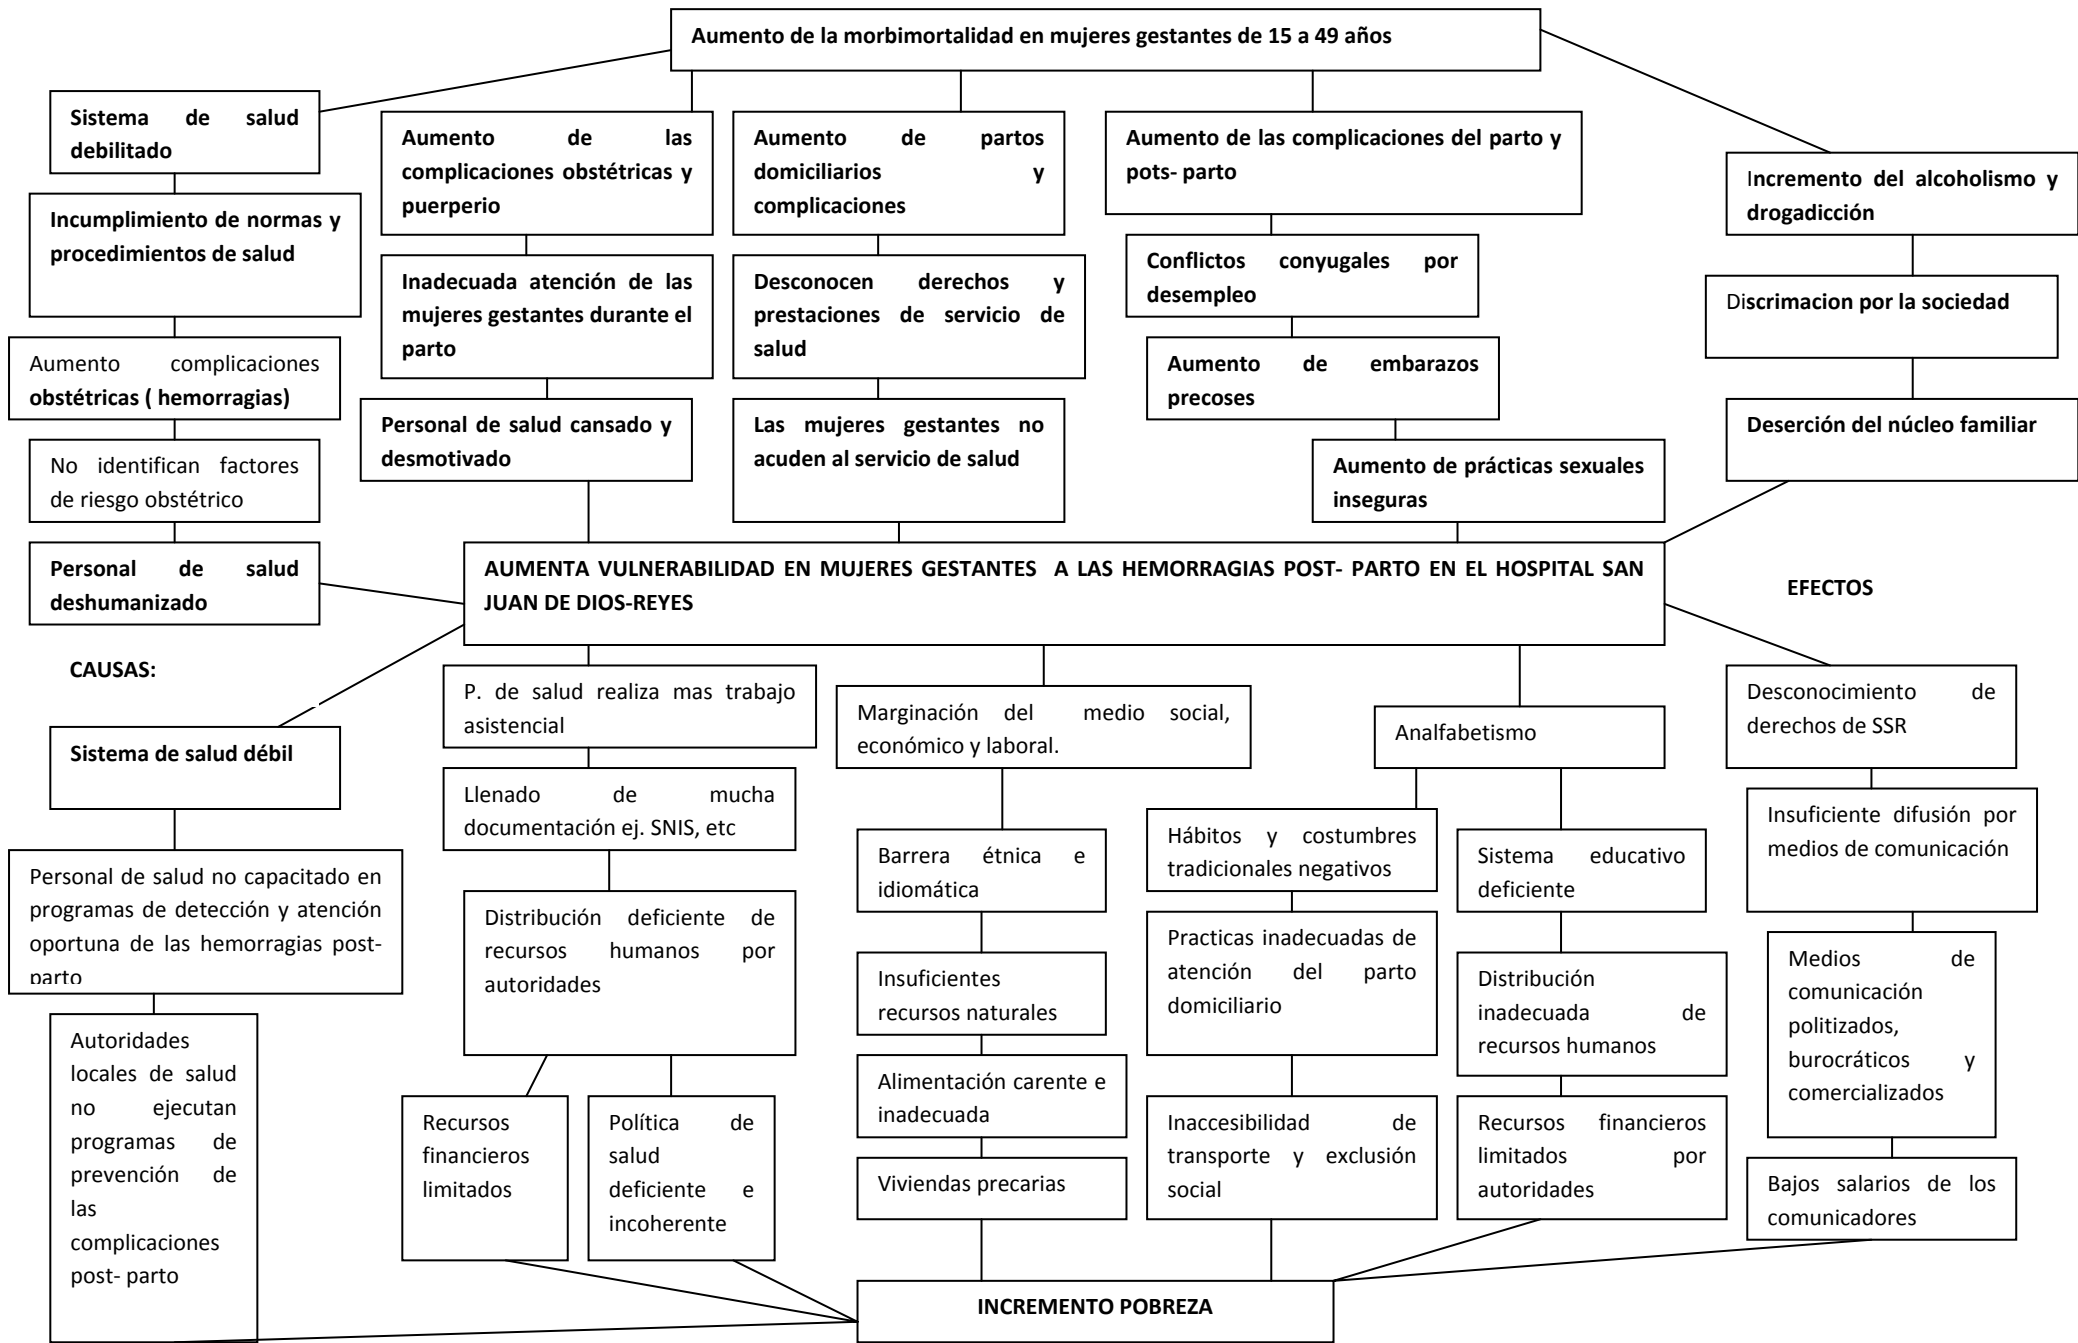 Aumento de la morbimortalidad en mujeres gestantes de 15 a 49 años
Sistema de salud
debilitado
Incumplimiento de normas y
procedimientos de salud
Aumento complicaciones
obstétricas ( hemorragias)
No identifican factores
de riesgo obstétrico
Personal de salud
deshumanizado
Aumento de las
complicaciones obstétricas y
puerperio
Inadecuada atención de las
mujeres gestantes durante el
parto
Personal de salud cansado y
desmotivado
Aumento de partos
domiciliarios y
complicaciones
Desconocen derechos y
prestaciones de servicio de
salud
Las mujeres gestantes no
acuden al servicio de salud
Aumento de las complicaciones del parto y
pots- parto
Conflictos conyugales por
desempleo
Aumento de embarazos
precoses
Aumento de prácticas sexuales
inseguras
Incremento del alcoholismo y
drogadicción
Discrimacion por la sociedad
Deserción del núcleo familiar
AUMENTA VULNERABILIDAD EN MUJERES GESTANTES A LAS HEMORRAGIAS POST- PARTO EN EL HOSPITAL SAN
JUAN DE DIOS-REYES
EFECTOS
CAUSAS:
Sistema de salud débil
Personal de salud no capacitado en
programas de detección y atención
oportuna de las hemorragias post-
parto
Autoridades
locales de salud
no ejecutan
programas de
prevención de
las
complicaciones
post- parto
P. de salud realiza mas trabajo
asistencial
Llenado de mucha
documentación ej. SNIS, etc
Distribución deficiente de
recursos humanos por
autoridades
Recursos
financieros
limitados
Política de
salud
deficiente e
incoherente
Marginación del medio social,
económico y laboral.
Barrera étnica e
idiomática
Insuficientes
recursos naturales
Alimentación carente e
inadecuada
Viviendas precarias
Analfabetismo
Hábitos y costumbres
tradicionales negativos
Practicas inadecuadas de
atención del parto
domiciliario
Inaccesibilidad de
transporte y exclusión
social
Sistema educativo
deficiente
Distribución
inadecuada de
recursos humanos
Recursos financieros
limitados por
autoridades
Desconocimiento de
derechos de SSR
Insuficiente difusión por
medios de comunicación
Medios de
comunicación
politizados,
burocráticos y
comercializados
Bajos salarios de los
comunicadores
INCREMENTO POBREZA